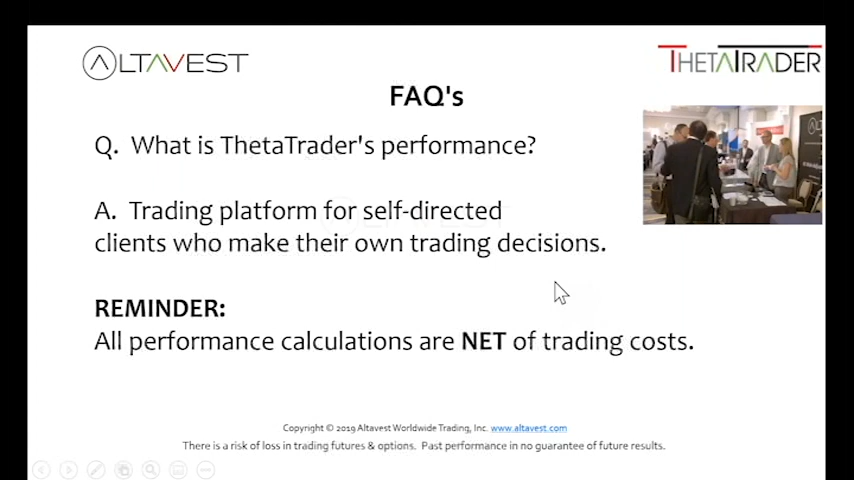 ALTAVEST
THETATRADER
FAQ's
Q. What is ThetaTrader's performance?
A. Trading platform for self-directed
clients who make their own trading decisions.
REMINDER:
All performance calculations are NET of trading costs.
Copyright © 2019 Altavest Worldwide Trading, Inc. www.altavest.com
There is a risk of loss in trading futures & options. Past performance in no guarantee of future results.